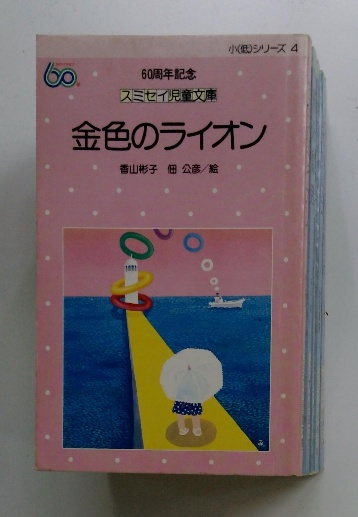 小(低)シリーズ 4
60
60周年記念
スミセイ児童文庫
金色のライオン
香山彬子 佃 公彦/絵